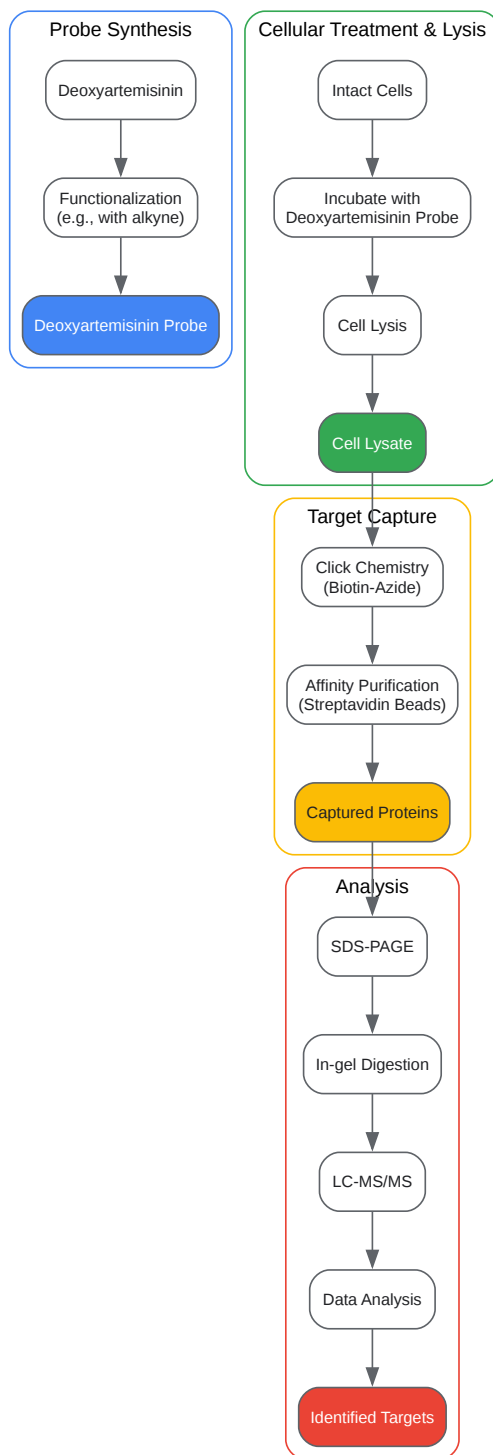 Probe Synthesis
Deoxyartemisinin
Functionalization
(e.g., with alkyne)
Deoxyartemisinin Probe
Cellular Treatment & Lysis
Intact Cells
Incubate with
Deoxyartemisinin Probe
Cell Lysis
Cell Lysate
Target Capture
Click Chemistry
(Biotin-Azide)
Affinity Purification
(Streptavidin Beads)
Captured Proteins
Analysis
SDS-PAGE
In-gel Digestion
LC-MS/MS
Data Analysis
Identified Targets